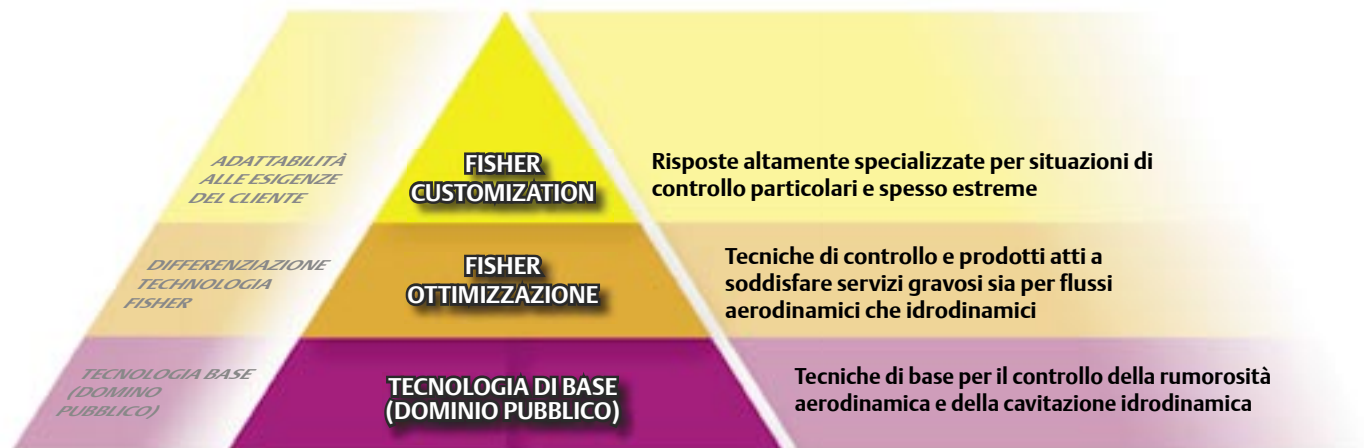 ADATTABILITÀ
ALLE ESIGENZE
DEL CLIENTE
FISHER
CUSTOMIZATION
Risposte altamente specializzate per situazioni di
controllo particolari e spesso estreme
DIFFERENZIAZIONE
TECHNOLOGIA
FISHER
FISHER
OTTIMIZZAZIONE
Tecniche di controllo e prodotti atti a
soddisfare servizi gravosi sia per flussi
aerodinamici che idrodinamici
TECNOLOGIA BASE
(DOMINO
PUBBLICO)
TECNOLOGIA DI BASE
(DOMINIO PUBBLICO)
Tecniche di base per il controllo della rumorosità
aerodinamica e della cavitazione idrodinamica